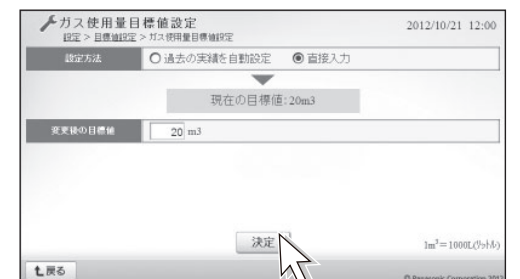 ガス使用量目標値設定
2012/10/21 12:00
設定 > 目標値設定 > ガス使用量目標値設定
設定方法
過去の実績を自動設定
直接入力
現在の目標値:20m3
変更後の目標値
20 m3
決定
1m³=1000L(リットル)
戻る
© Panasonic Corporation 2012